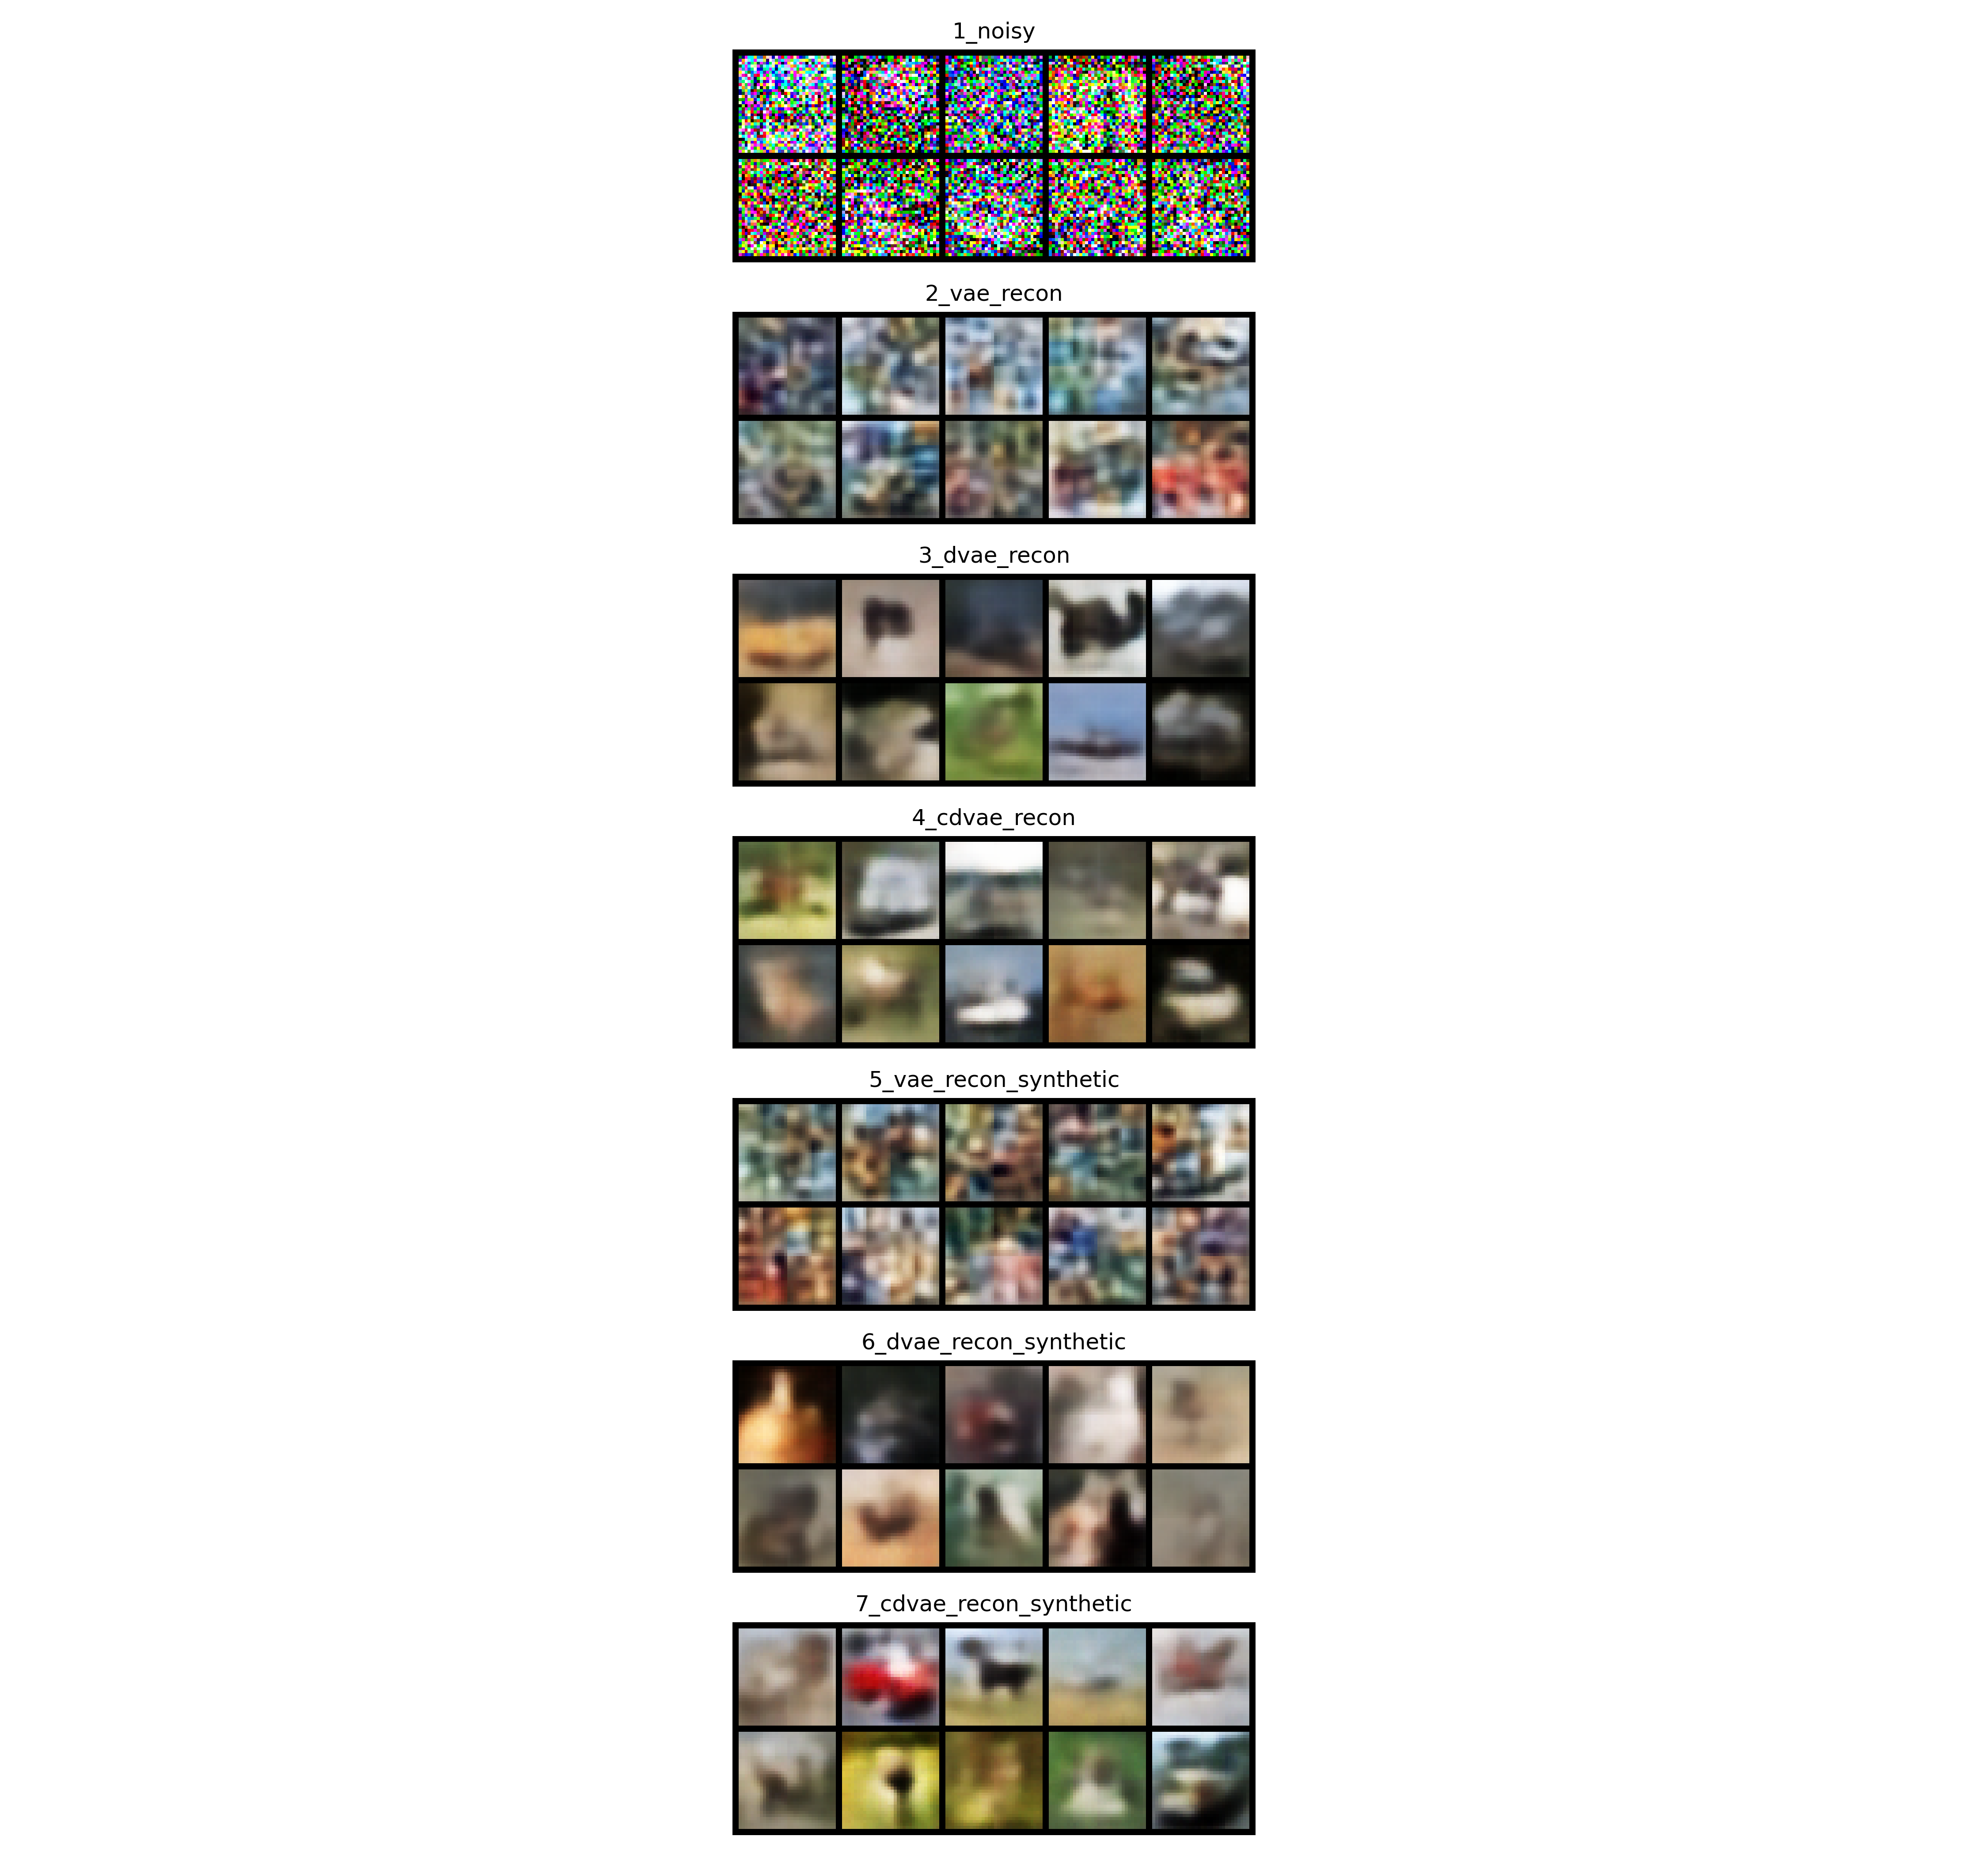 1_noisy
2_vae_recon
3_dvae_recon
4_cdvae_recon
5_vae_recon_synthetic
6_dvae_recon_synthetic
7_cdvae_recon_synthetic